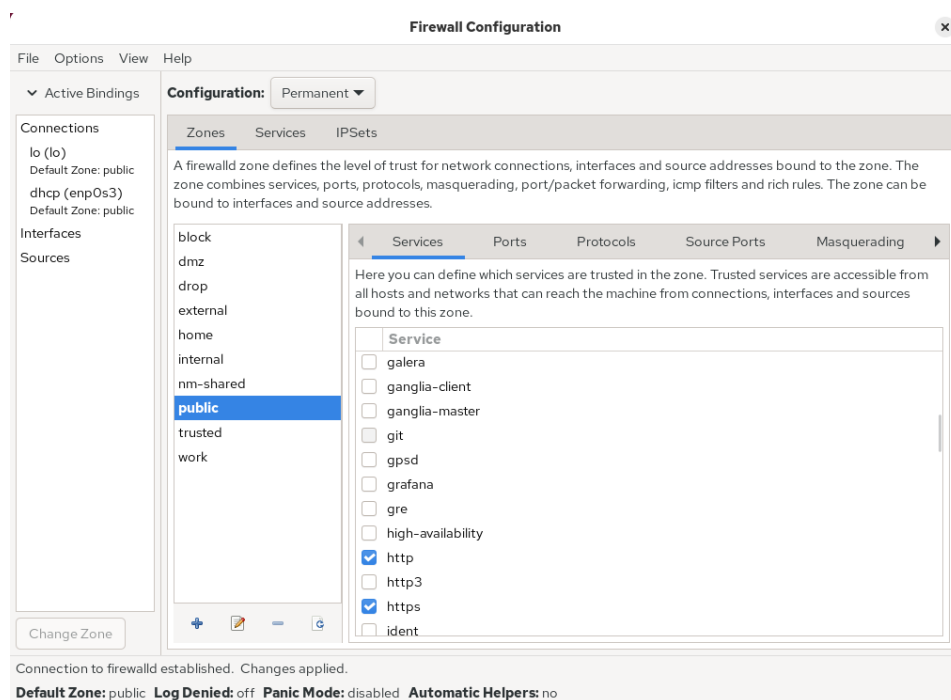 Firewall Configuration
File Options View Help
Active Bindings
Configuration: Permanent
Connections
lo (lo)
Default Zone: public
dhcp (enp0s3)
Default Zone: public
Interfaces
Sources
Change Zone
Zones Services IPSets
A firewalld zone defines the level of trust for network connections, interfaces and source addresses bound to the zone. The
zone combines services, ports, protocols, masquerading, port/packet forwarding, icmp filters and rich rules. The zone can be
bound to interfaces and source addresses.
block
dmz
drop
external
home
internal
nm-shared
public
trusted
work
Services Ports Protocols Source Ports Masquerading
Here you can define which services are trusted in the zone. Trusted services are accessible from
all hosts and networks that can reach the machine from connections, interfaces and sources
bound to this zone.
Service
galera
ganglia-client
ganglia-master
git
gpsd
grafana
gre
high-availability
http
http3
https
ident
Connection to firewalld established. Changes applied.
Default Zone: public Log Denied: off Panic Mode: disabled Automatic Helpers: no